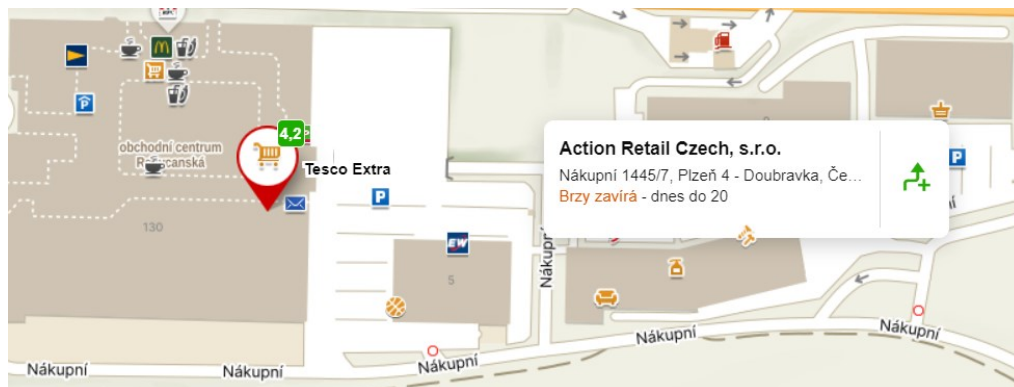 4,2
obchodní centrum
Tesco Extra
130
EW
5
P
P
P
Action Retail Czech, s.r.o.
Nákupní 1445/7, Plzeň 4 - Doubravka, Če...
Brzy zavírá - dnes do 20
Nákupní
Nákupní
Nákupní
Nákupní
Nákupní
Nákupní